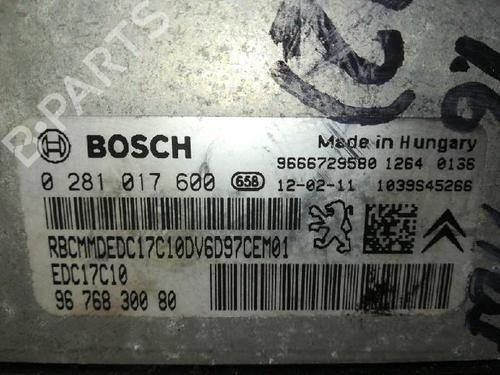 BOSCH
Made in Hungary
9666729580 1264 0136
0 281 017 600 658 12-02-11 1039S45266
RBCMMDEDC17C10DV6D97CEM01
EDC17C10
96 768 300 80
B-PARTS